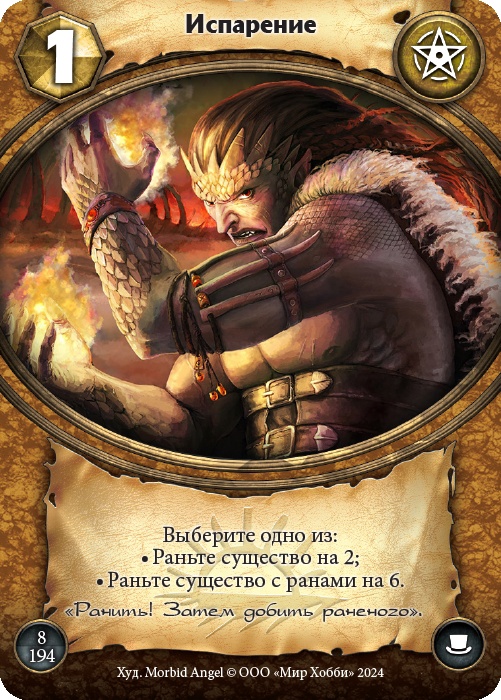 Испарение
1
Выберите одно из:
• Раньте существо на 2;
• Раньте существо с ранами на 6.
«Ранить! Затем добить раненого».
8
194
Худ. Morbid Angel © ООО «Мир Хобби» 2024